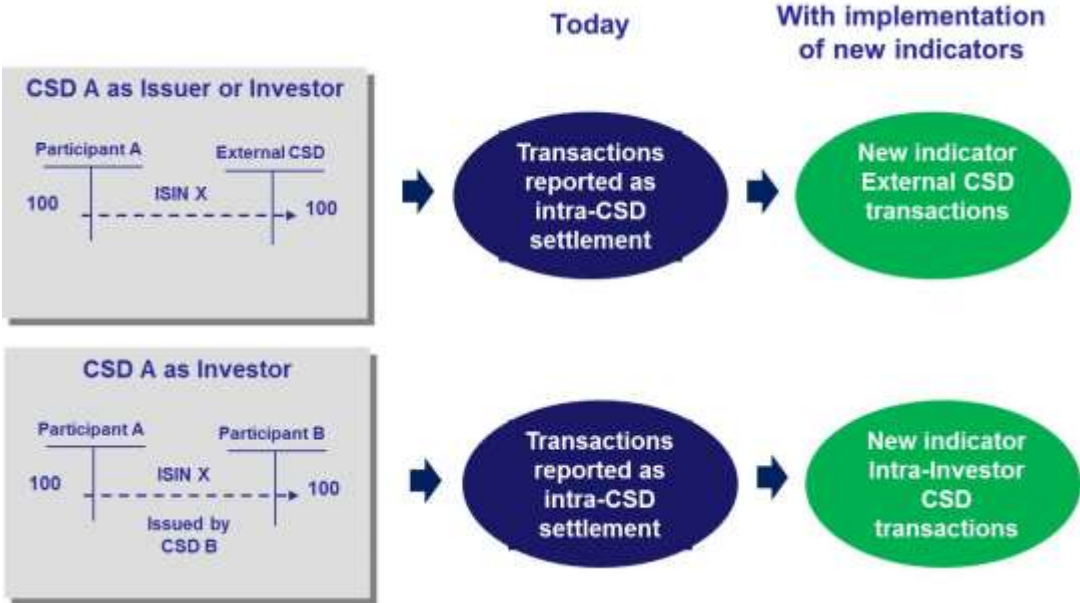 Today
With implementation
of new indicators
CSD A as Issuer or Investor
Participant A
External CSD
100
ISIN X
100
Transactions
reported as
intra-CSD
settlement
New indicator
External CSD
transactions
CSD A as Investor
Participant A
Participant B
100
ISIN X
100
Issued by
CSD B
Transactions
reported as
intra-CSD
settlement
New indicator
Intra-Investor
CSD
transactions